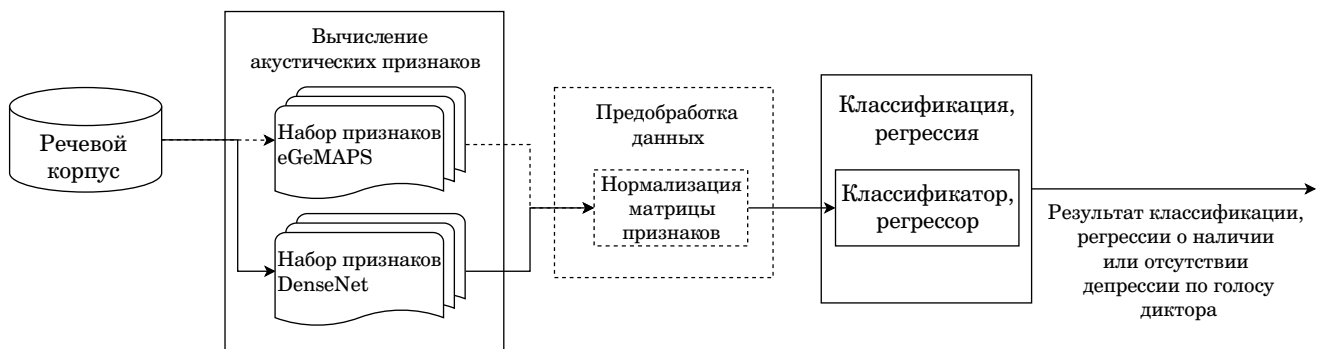 Речевой
корпус
Вычисление
акустических признаков
Набор признаков
eGeMAPS
Набор признаков
DenseNet
Предобработка
данных
Нормализация
матрицы
признаков
Классификация,
регрессия
Классификатор,
регрессор
Результат классификации,
регрессии о наличии
или отсутствии
депрессии по голосу
диктора